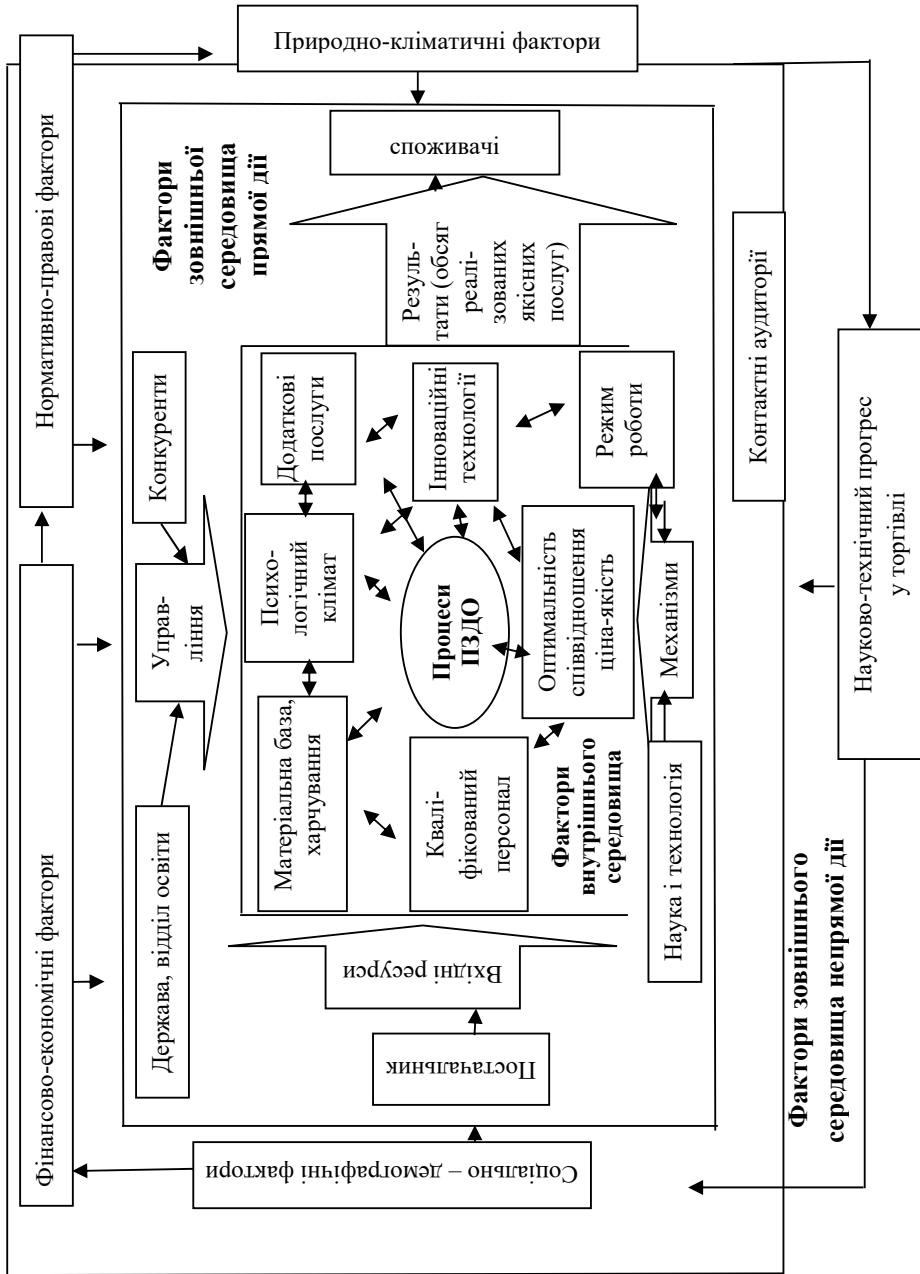 Фінансово-економічні фактори
Нормативно-правові фактори
Природно-кліматичні фактори
Держава, відділ освіти
Управ-
ління
Конкуренти
Фактори
зовнішньої
середовища
прямої дії
споживачі
Матеріальна база,
харчування
Психо-
логічний
клімат
Додаткові
послуги
Резуль-
тати (обсяг
реалі-
зованих
якісних
послуг)
Соціально – демографічні фактори
Постачальник
Вхідні ресурси
Квалі-
фікований
персонал
Процеси
ПЗДО
Інноваційні
технології
Фактори
внутрішнього
середовища
Оптимальність
співвідношення
ціна-якість
Режим
роботи
Наука і технологія
Механізми
Контактні аудиторії
Фактори зовнішнього
середовища непрямої дії
Науково-технічний прогрес
у торгівлі